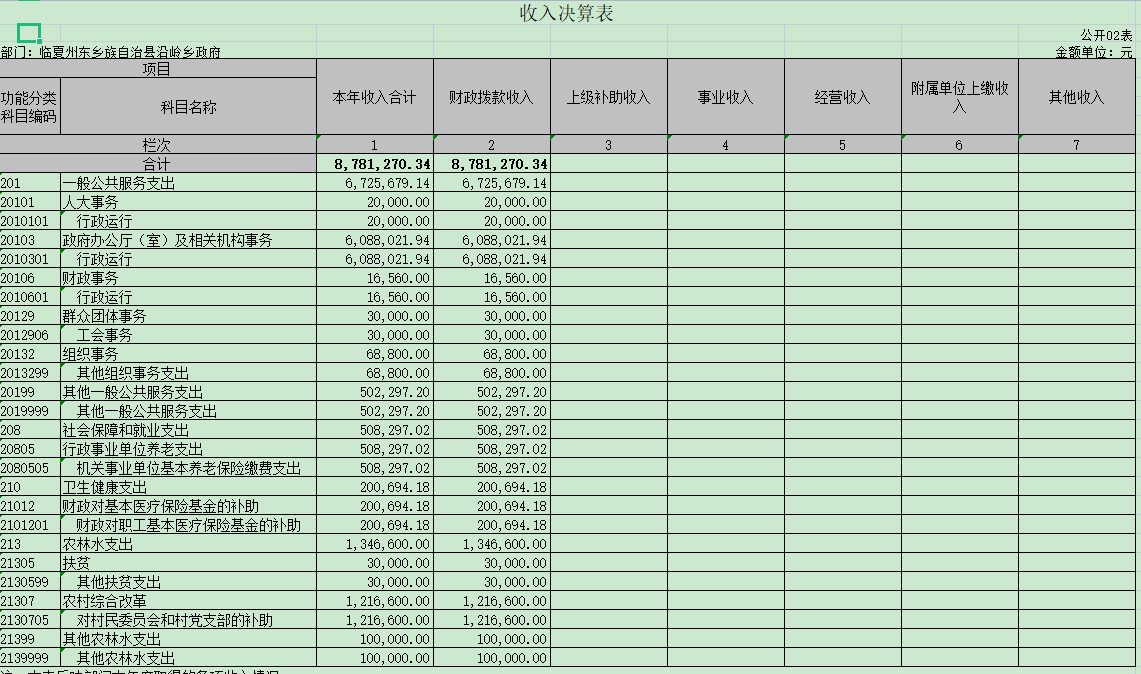 收入决算表
公开02表
部门：临夏州东乡族自治县沿岭乡政府 金额单位：元
项目 本年收入合计 财政拨款收入 上级补助收入 事业收入 经营收入 附属单位上缴收入 其他收入
功能分类科目编码 科目名称
栏次 1 2 3 4 5 6 7
合计 8,781,270.34 8,781,270.34
201 一般公共服务支出 6,725,679.14 6,725,679.14
20101 人大事务 20,000.00 20,000.00
2010101 行政运行 20,000.00 20,000.00
20103 政府办公厅（室）及相关机构事务 6,088,021.94 6,088,021.94
2010301 行政运行 6,088,021.94 6,088,021.94
20106 财政事务 16,560.00 16,560.00
2010601 行政运行 16,560.00 16,560.00
20129 群众团体事务 30,000.00 30,000.00
2012906 工会事务 30,000.00 30,000.00
20132 组织事务 68,800.00 68,800.00
2013299 其他组织事务支出 68,800.00 68,800.00
20199 其他一般公共服务支出 502,297.20 502,297.20
2019999 其他一般公共服务支出 502,297.20 502,297.20
208 社会保障和就业支出 508,297.02 508,297.02
20805 行政事业单位养老支出 508,297.02 508,297.02
2080505 机关事业单位基本养老保险缴费支出 508,297.02 508,297.02
210 卫生健康支出 200,694.18 200,694.18
21012 财政对基本医疗保险基金的补助 200,694.18 200,694.18
2101201 财政对职工基本医疗保险基金的补助 200,694.18 200,694.18
213 农林水支出 1,346,600.00 1,346,600.00
21305 扶贫 30,000.00 30,000.00
2130599 其他扶贫支出 30,000.00 30,000.00
21307 农村综合改革 1,216,600.00 1,216,600.00
2130705 对村民委员会和村党支部的补助 1,216,600.00 1,216,600.00
21399 其他农林水支出 100,000.00 100,000.00
2139999 其他农林水支出 100,000.00 100,000.00